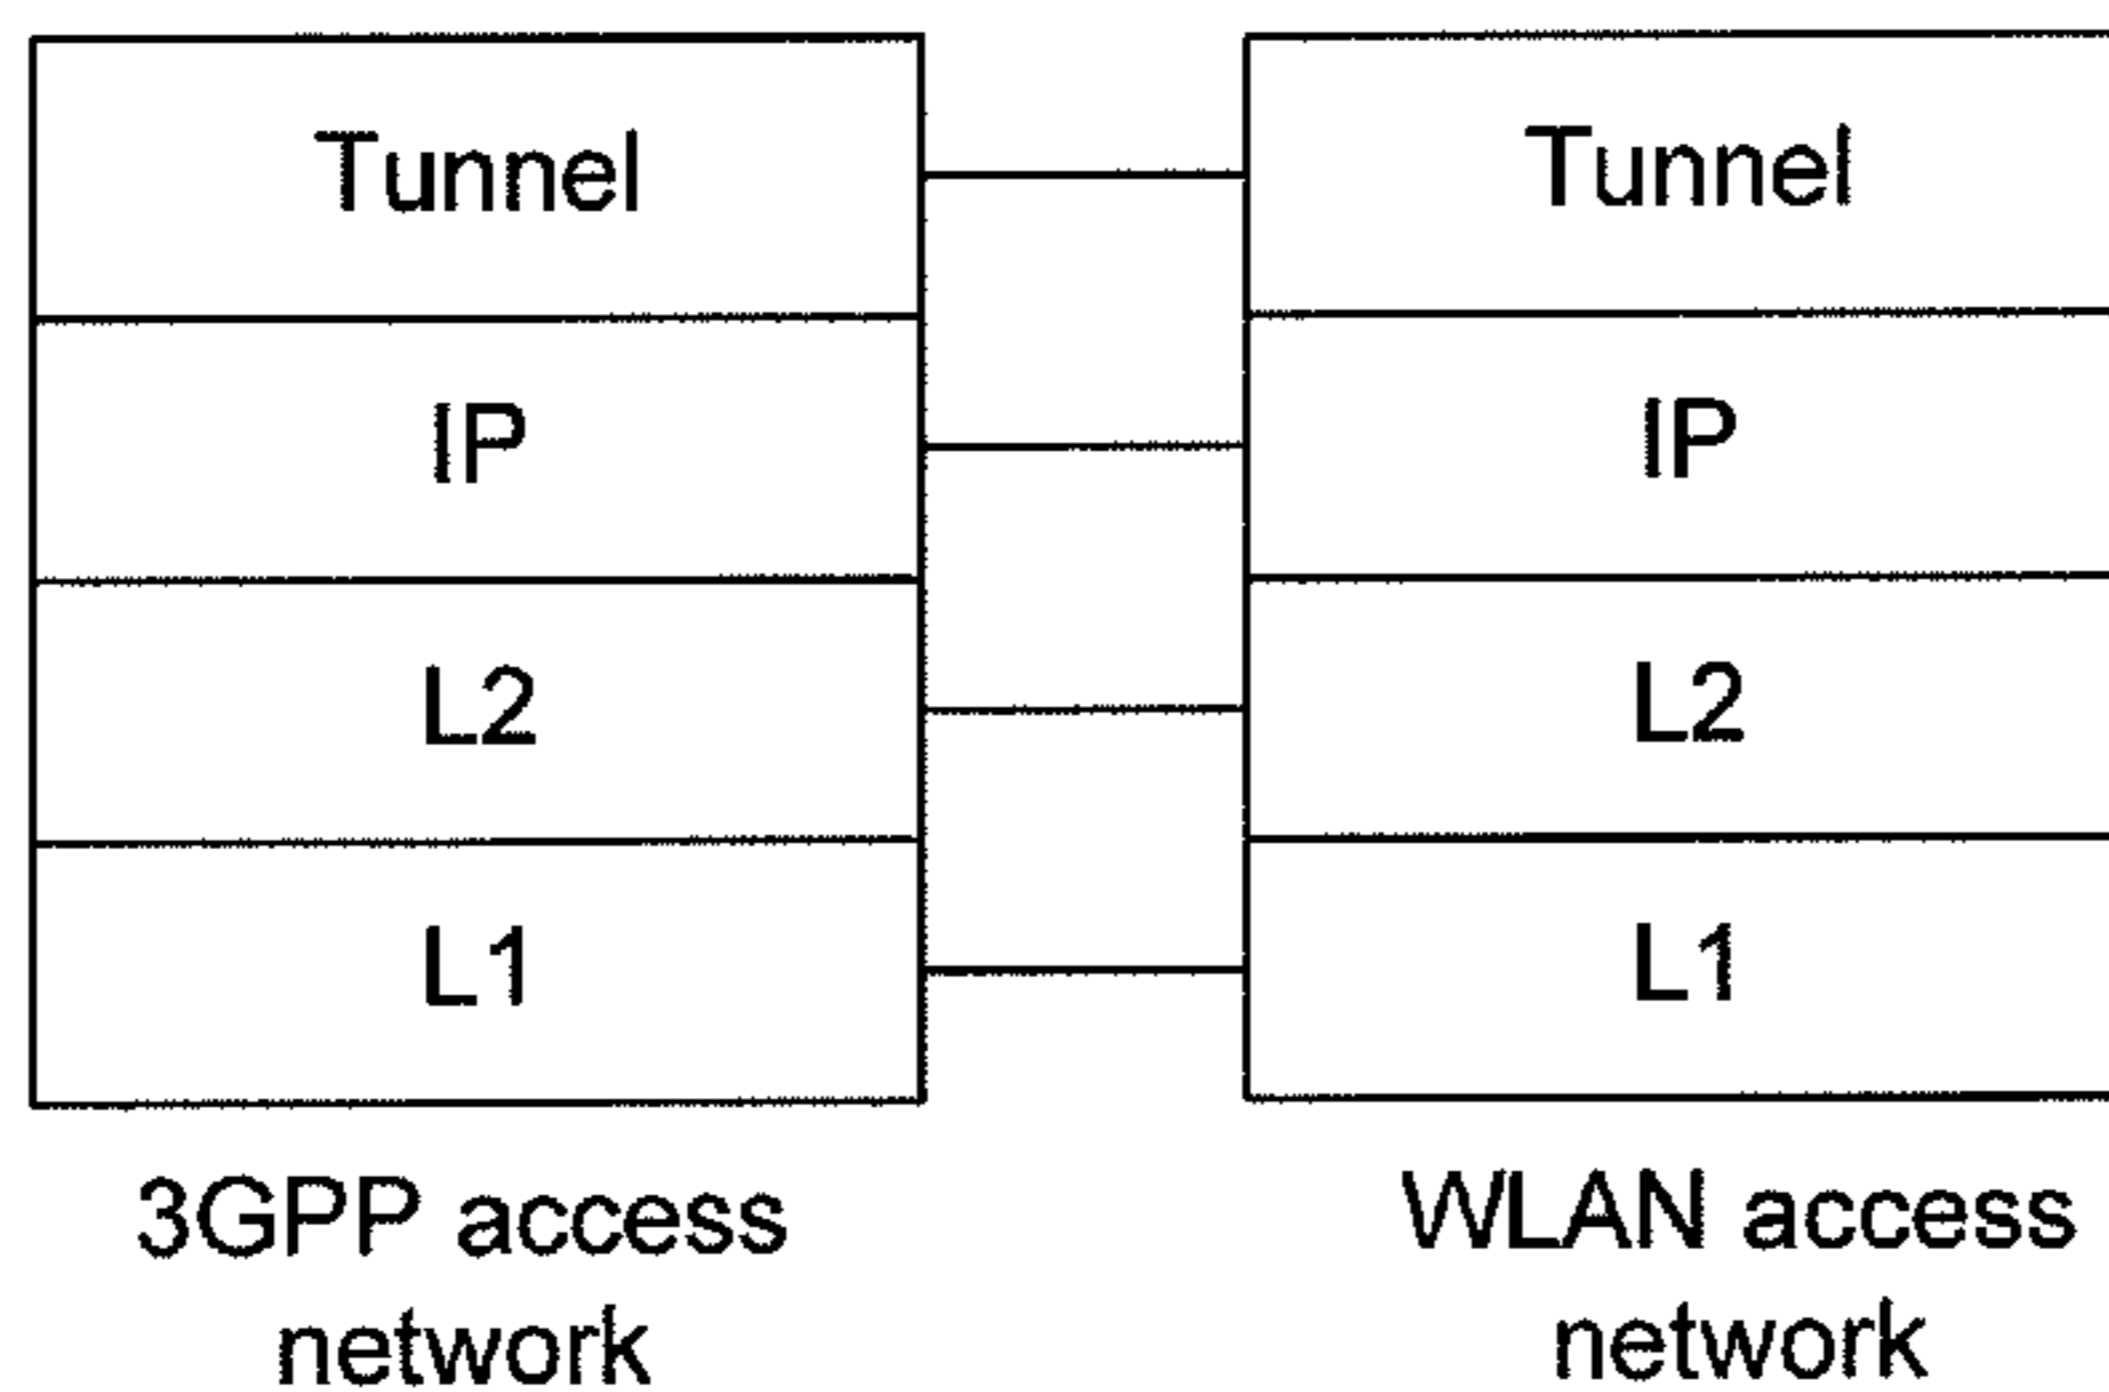 Tunnel
IP
L2
L1
3GPP access
network
Tunnel
IP
L2
L1
WLAN access
network